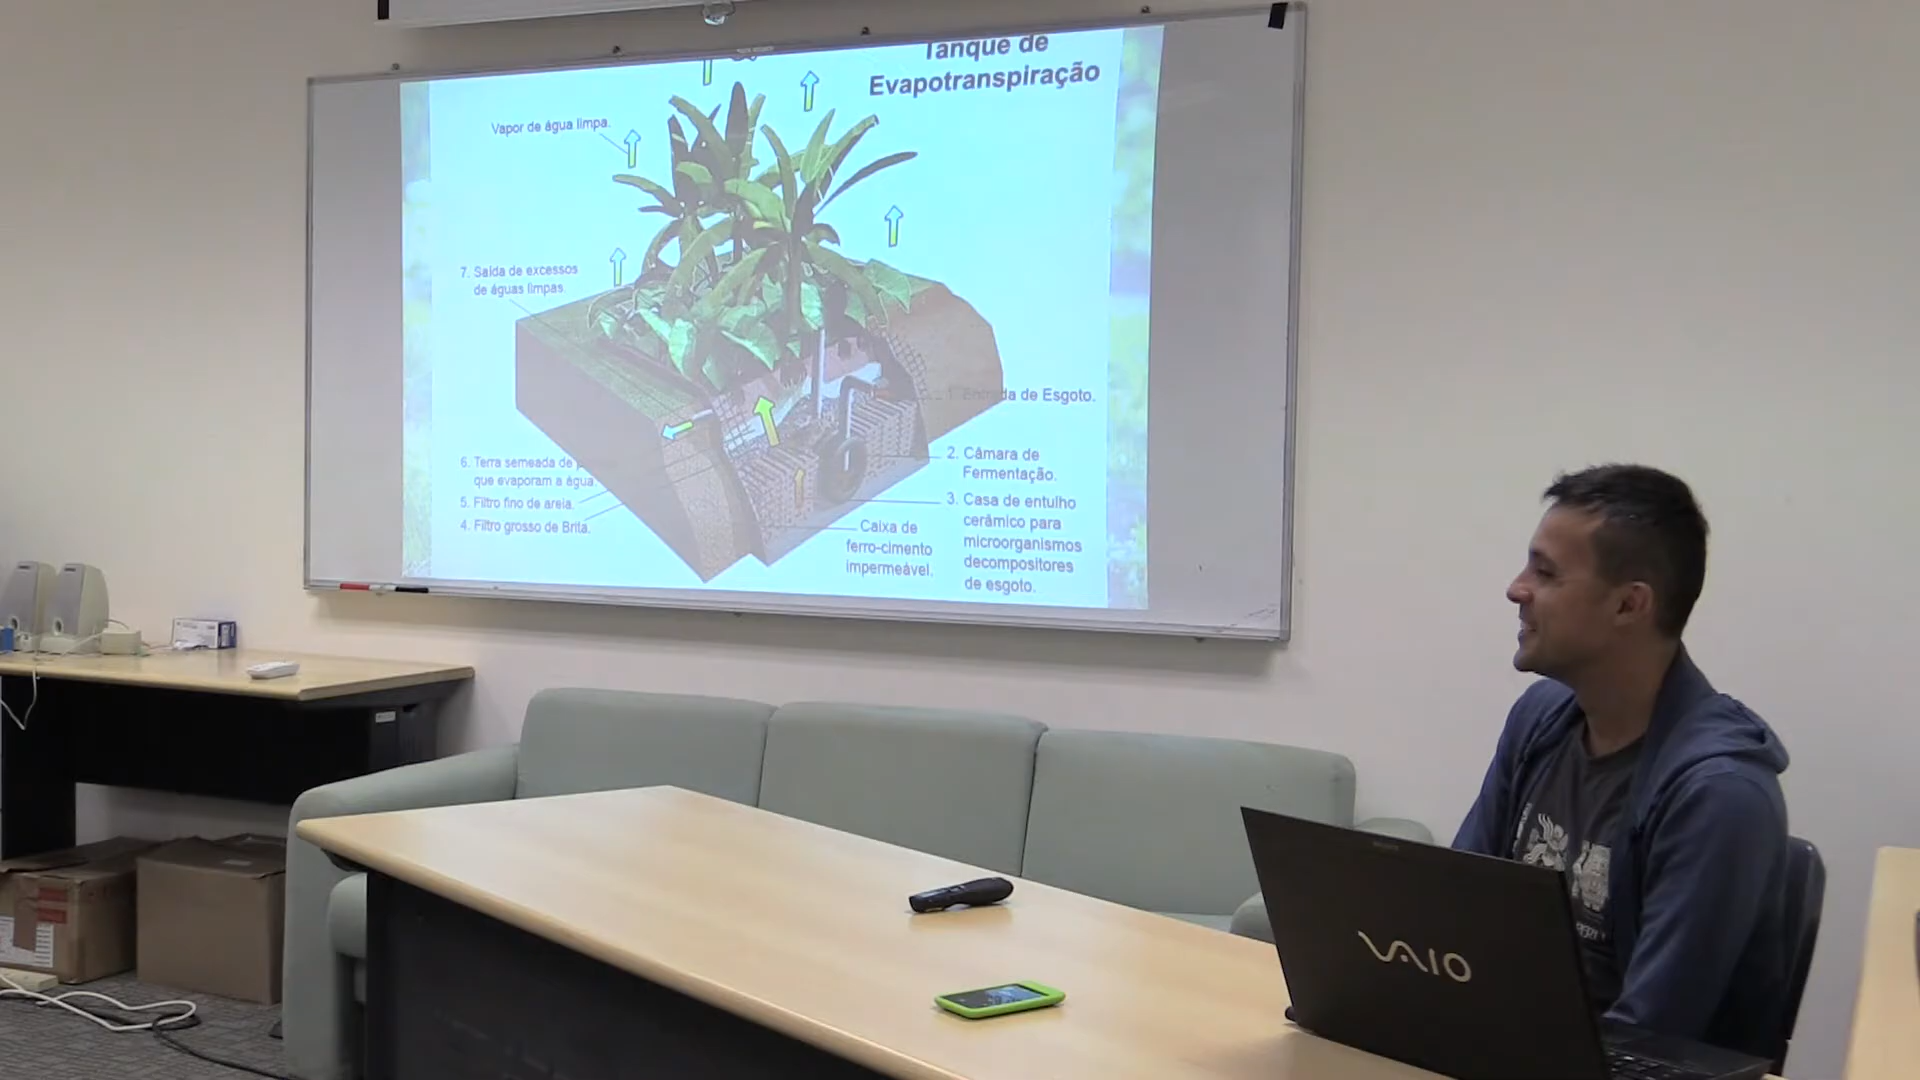 Tanque de
Evapotranspiração
Vapor de água limpa.
7. Saída de excessos
de águas limpas.
1. Entrada de Esgoto.
2. Câmara de
Fermentação.
6. Terra semeada de
que evaporam a água.
5. Filtro fino de areia.
4. Filtro grosso de Brita.
3. Casa de entulho
cerâmico para
microorganismos
decompositores
de esgoto.
Caixa de
ferro-cimento
impermeável.
VAIO